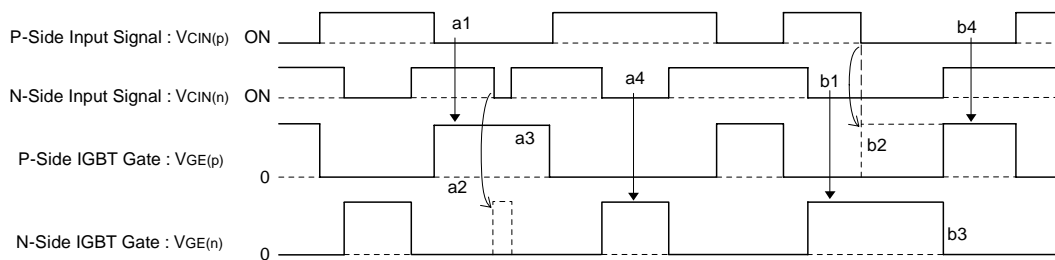 a1
b4
P-Side Input Signal : VCIN(p) ON
a4
b1
N-Side Input Signal : VCIN(n) ON
a3
b2
P-Side IGBT Gate : VGE(p)
0
a2
b3
N-Side IGBT Gate : VGE(n) 0